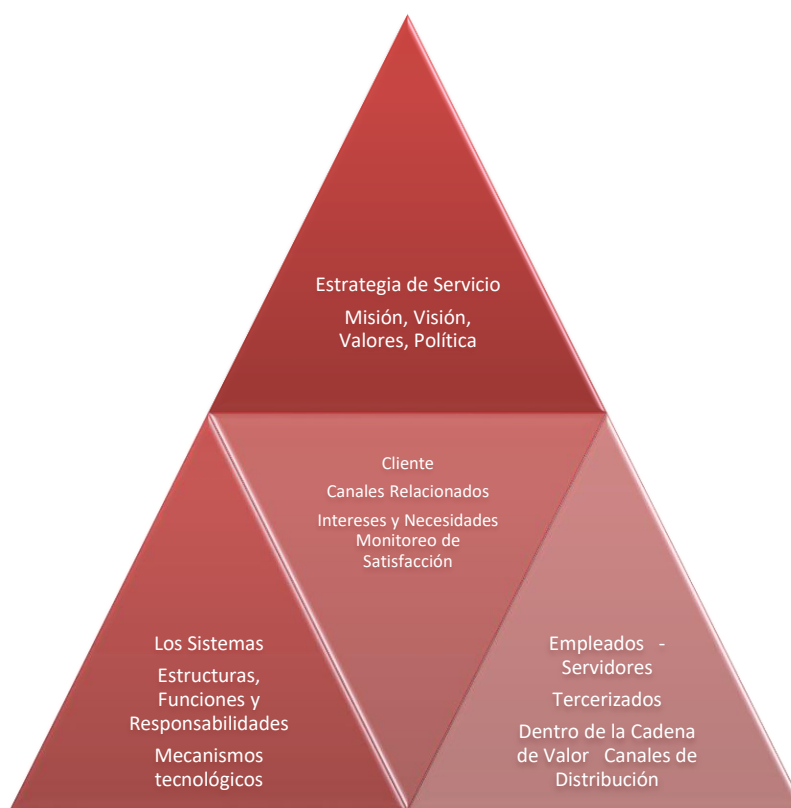 Estrategia de Servicio
Misión, Visión,
Valores, Política
Cliente
Canales Relacionados
Intereses y Necesidades
Monitoreo de
Satisfacción
Los Sistemas
Estructuras,
Funciones y
Responsabilidades
Mecanismos
tecnológicos
Empleados -
Servidores
Tercerizados
Dentro de la Cadena
de Valor Canales de
Distribución